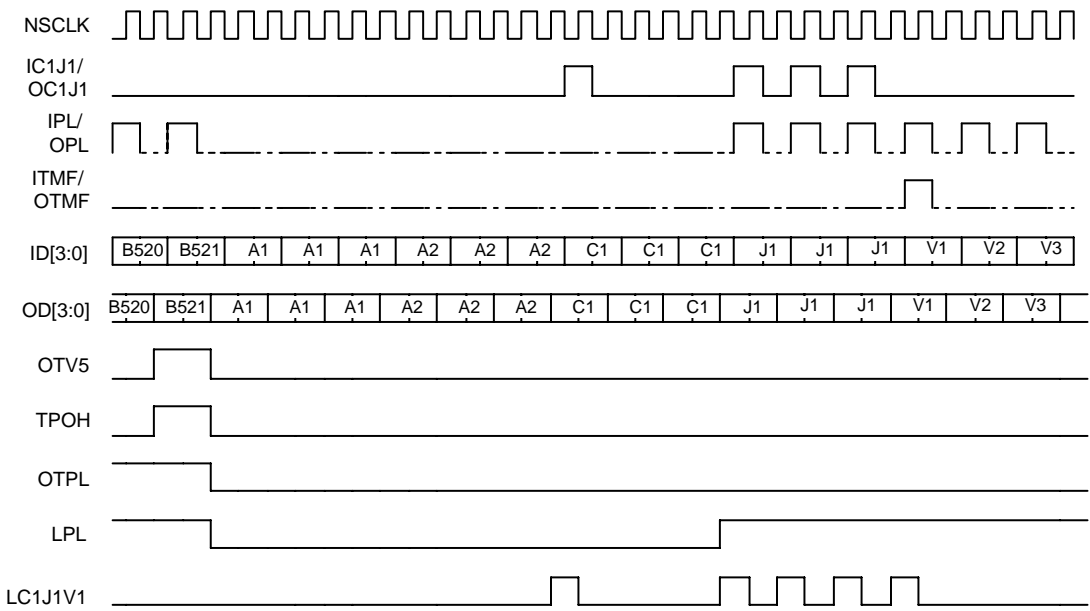 NSCLK
IC1J1/
OC1J1
IPL/
OPL
ITMF/
OTMF
ID[3:0] B520 B521 A1 A1 A1 A2 A2 A2 C1 C1 C1 J1 J1 J1 V1 V2 V3
OD[3:0] B520 B521 A1 A1 A1 A2 A2 A2 C1 C1 C1 J1 J1 J1 V1 V2 V3
OTV5
TPOH
OTPL
LPL
LC1J1V1